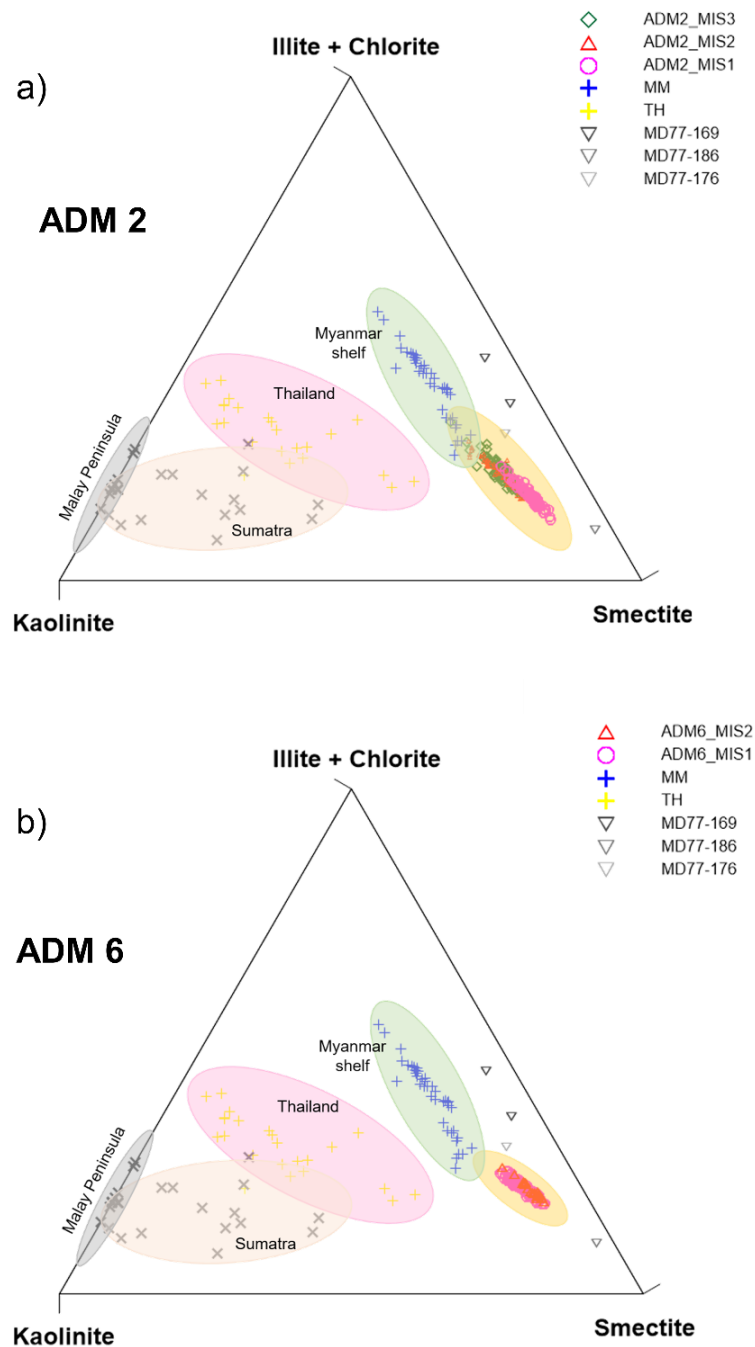 Illite + Chlorite
a)
ADM 2
ADM2_MIS3
ADM2_MIS2
ADM2_MIS1
MM
TH
MD77-169
MD77-186
MD77-176
Myanmar
shelf
Thailand
Malay Peninsula
Sumatra
Kaolinite
Smectite
Illite + Chlorite
b)
ADM 6
ADM6_MIS2
ADM6_MIS1
MM
TH
MD77-169
MD77-186
MD77-176
Myanmar
shelf
Thailand
Malay Peninsula
Sumatra
Kaolinite
Smectite